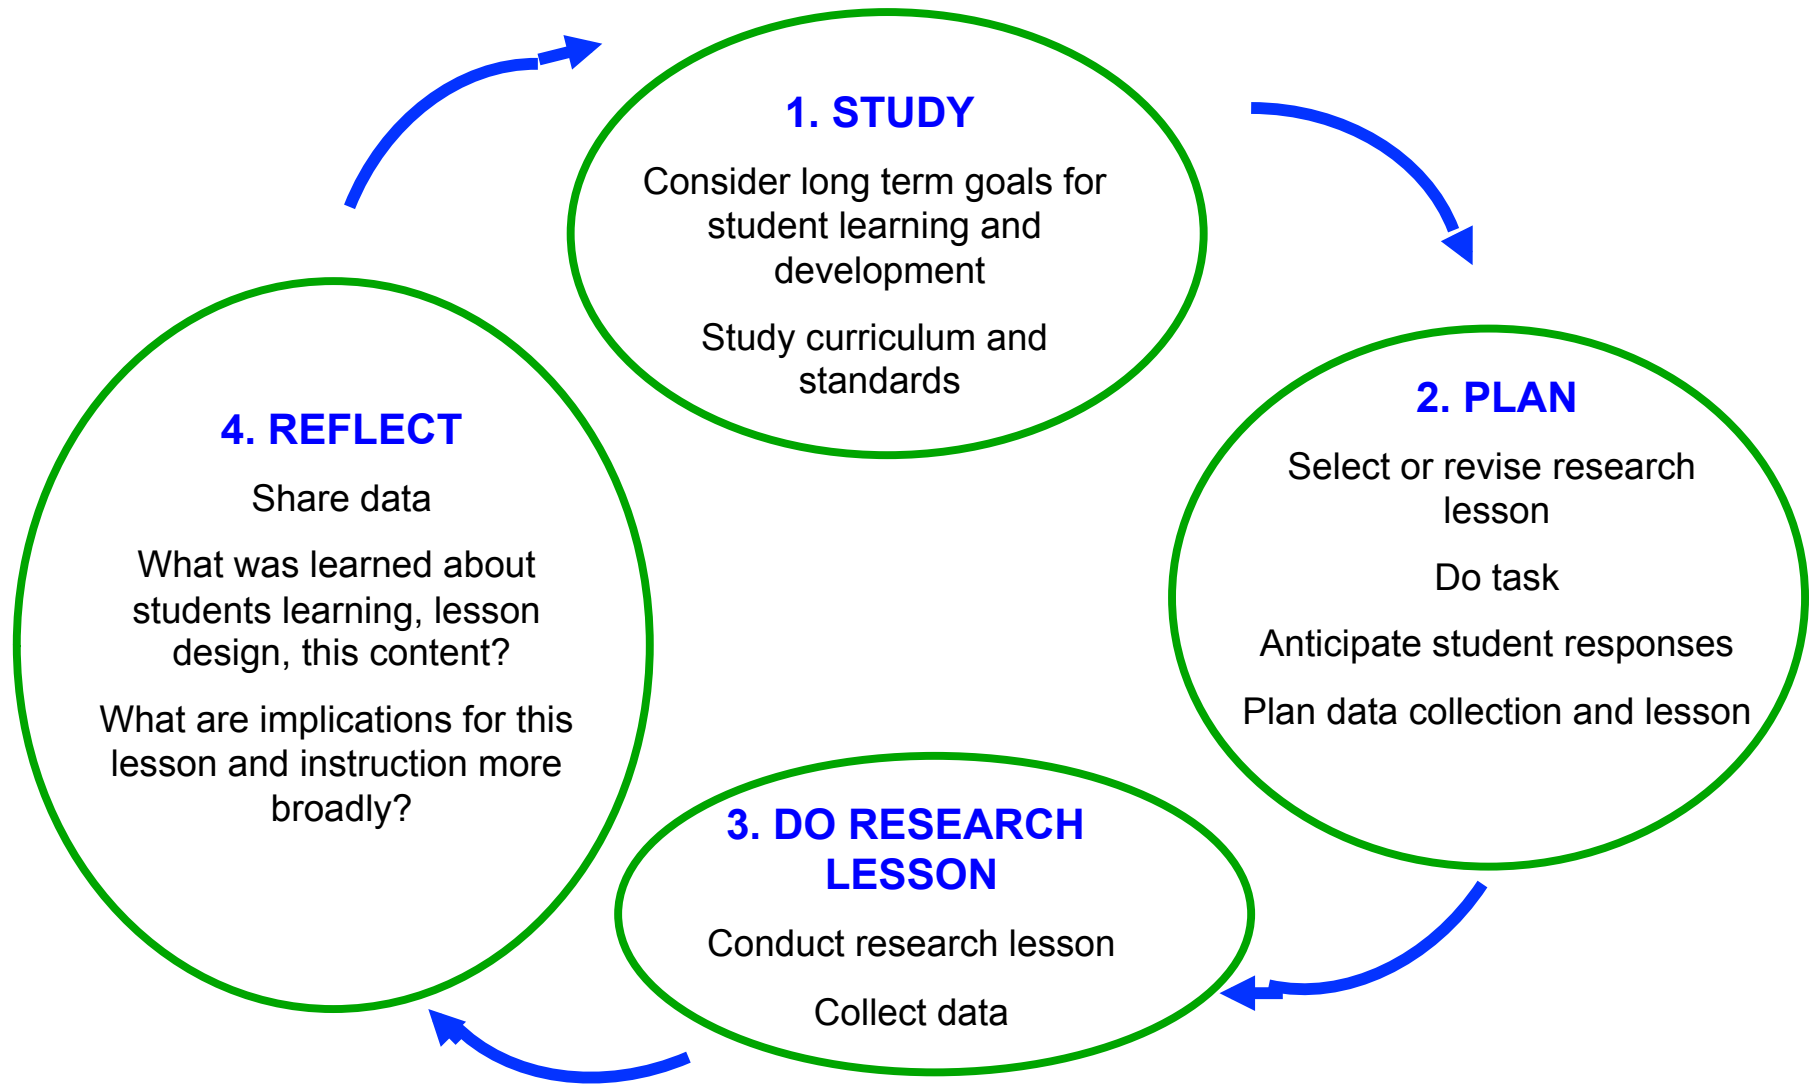 1. STUDY
Consider long term goals for
student learning and
development
Study curriculum and
standards
2. PLAN
Select or revise research
lesson
Do task
Anticipate student responses
Plan data collection and lesson
3. DO RESEARCH
LESSON
Conduct research lesson
Collect data
4. REFLECT
Share data
What was learned about
students learning, lesson
design, this content?
What are implications for this
lesson and instruction more
broadly?